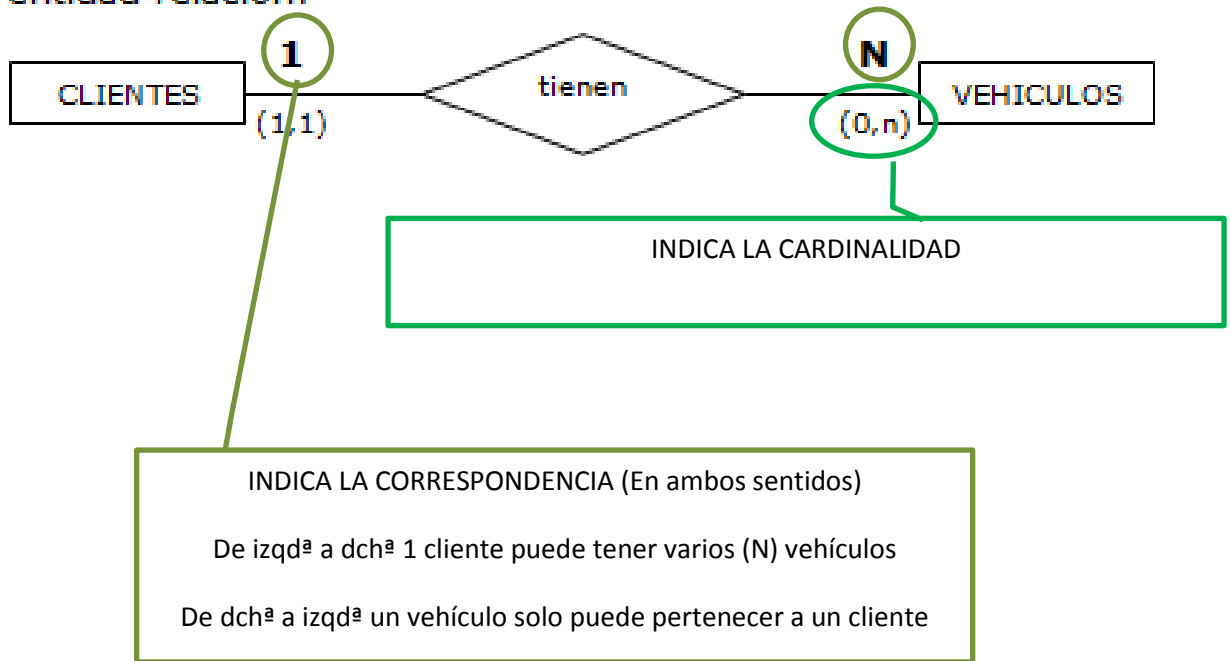 1 N
CLIENTES tienen VEHICULOS
(1,1) (0,n)
INDICA LA CARDINALIDAD
INDICA LA CORRESPONDENCIA (En ambos sentidos)
De izqdª a dchª 1 cliente puede tener varios (N) vehículos
De dchª a izqdª un vehículo solo puede pertenecer a un cliente